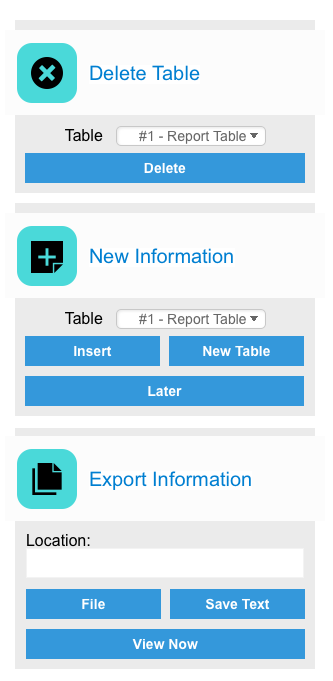 Delete Table
Table #1 - Report Table
Delete
New Information
Table #1 - Report Table
Insert New Table
Later
Export Information
Location:
File Save Text
View Now